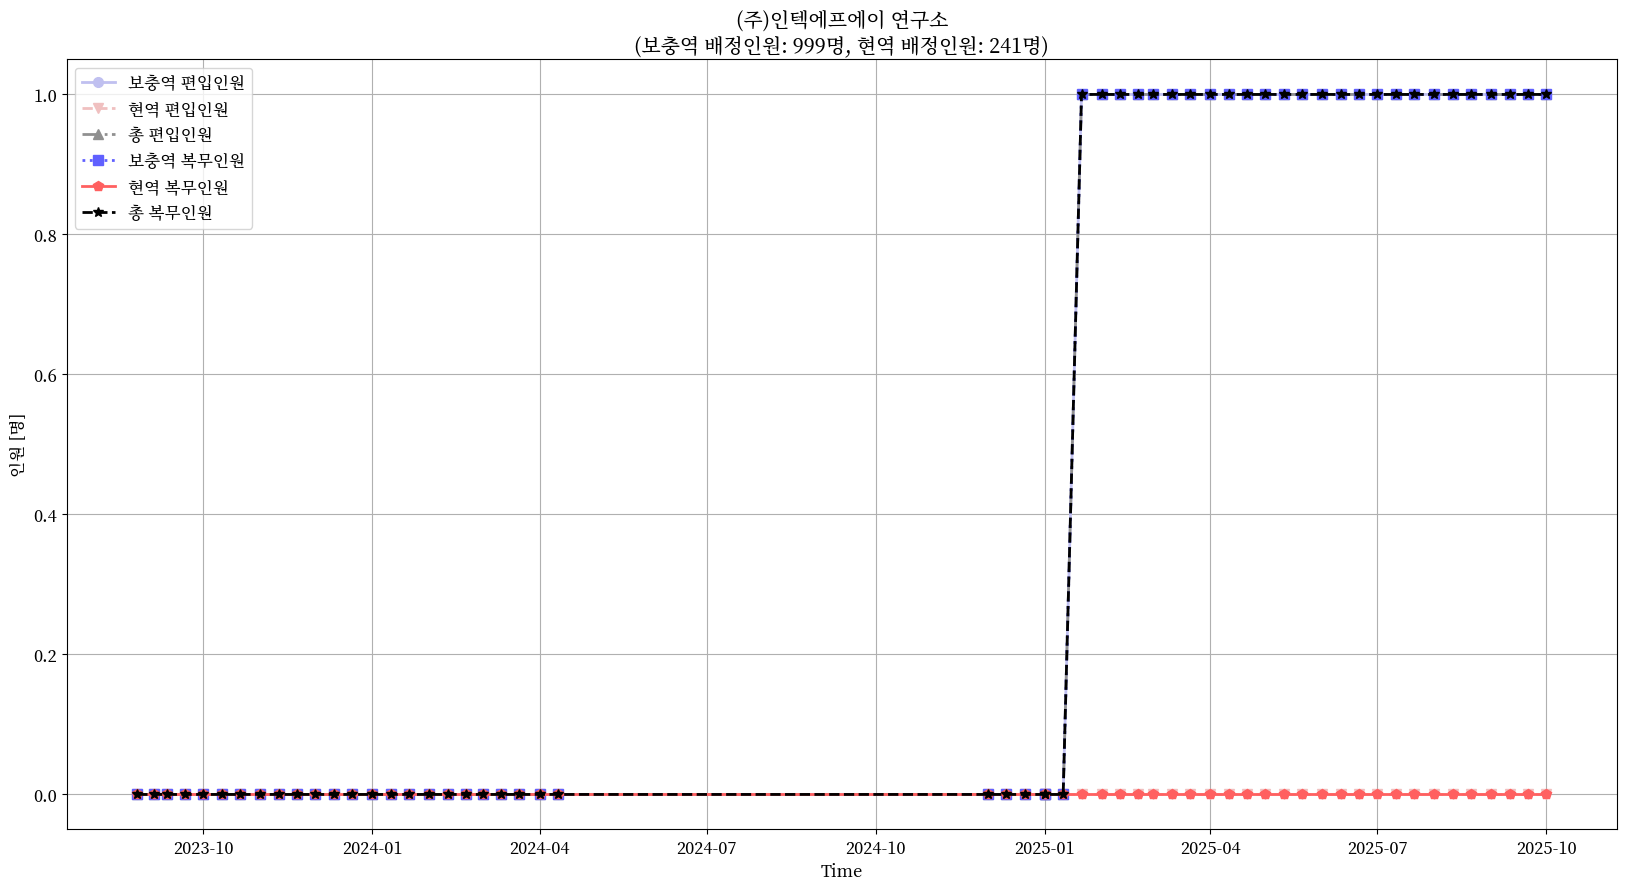 (주)인텍에프에이 연구소
(보충역 배정인원: 999명, 현역 배정인원: 241명)
보충역 편입인원
현역 편입인원
총 편입인원
보충역 복무인원
현역 복무인원
총 복무인원
1.0
0.8
0.6
0.4
0.2
0.0
인원 [명]
2023-10 2024-01 2024-04 2024-07 2024-10 2025-01 2025-04 2025-07 2025-10
Time